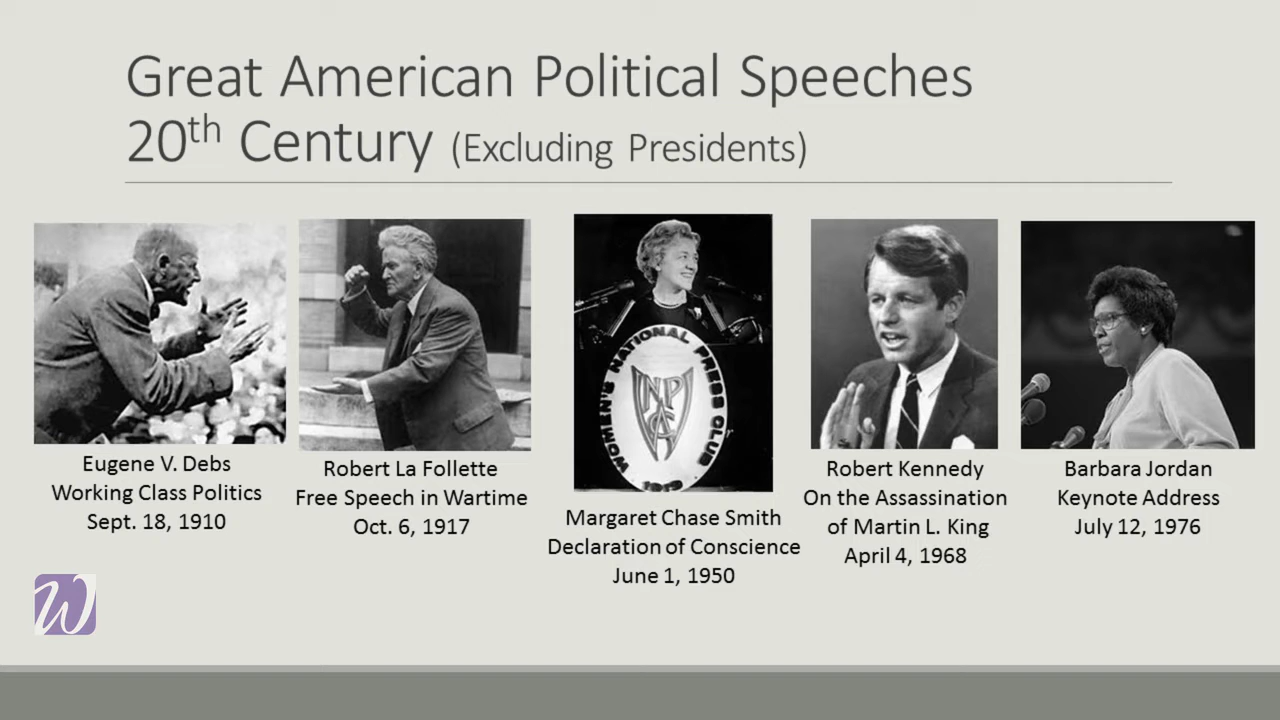 Great American Political Speeches
20th Century (Excluding Presidents)
WOMEN'S NATIONAL PRESS CLUB
WNPC
1919
Eugene V. Debs
Working Class Politics
Sept. 18, 1910
Robert La Follette
Free Speech in Wartime
Oct. 6, 1917
Margaret Chase Smith
Declaration of Conscience
June 1, 1950
Robert Kennedy
On the Assassination
of Martin L. King
April 4, 1968
Barbara Jordan
Keynote Address
July 12, 1976
W